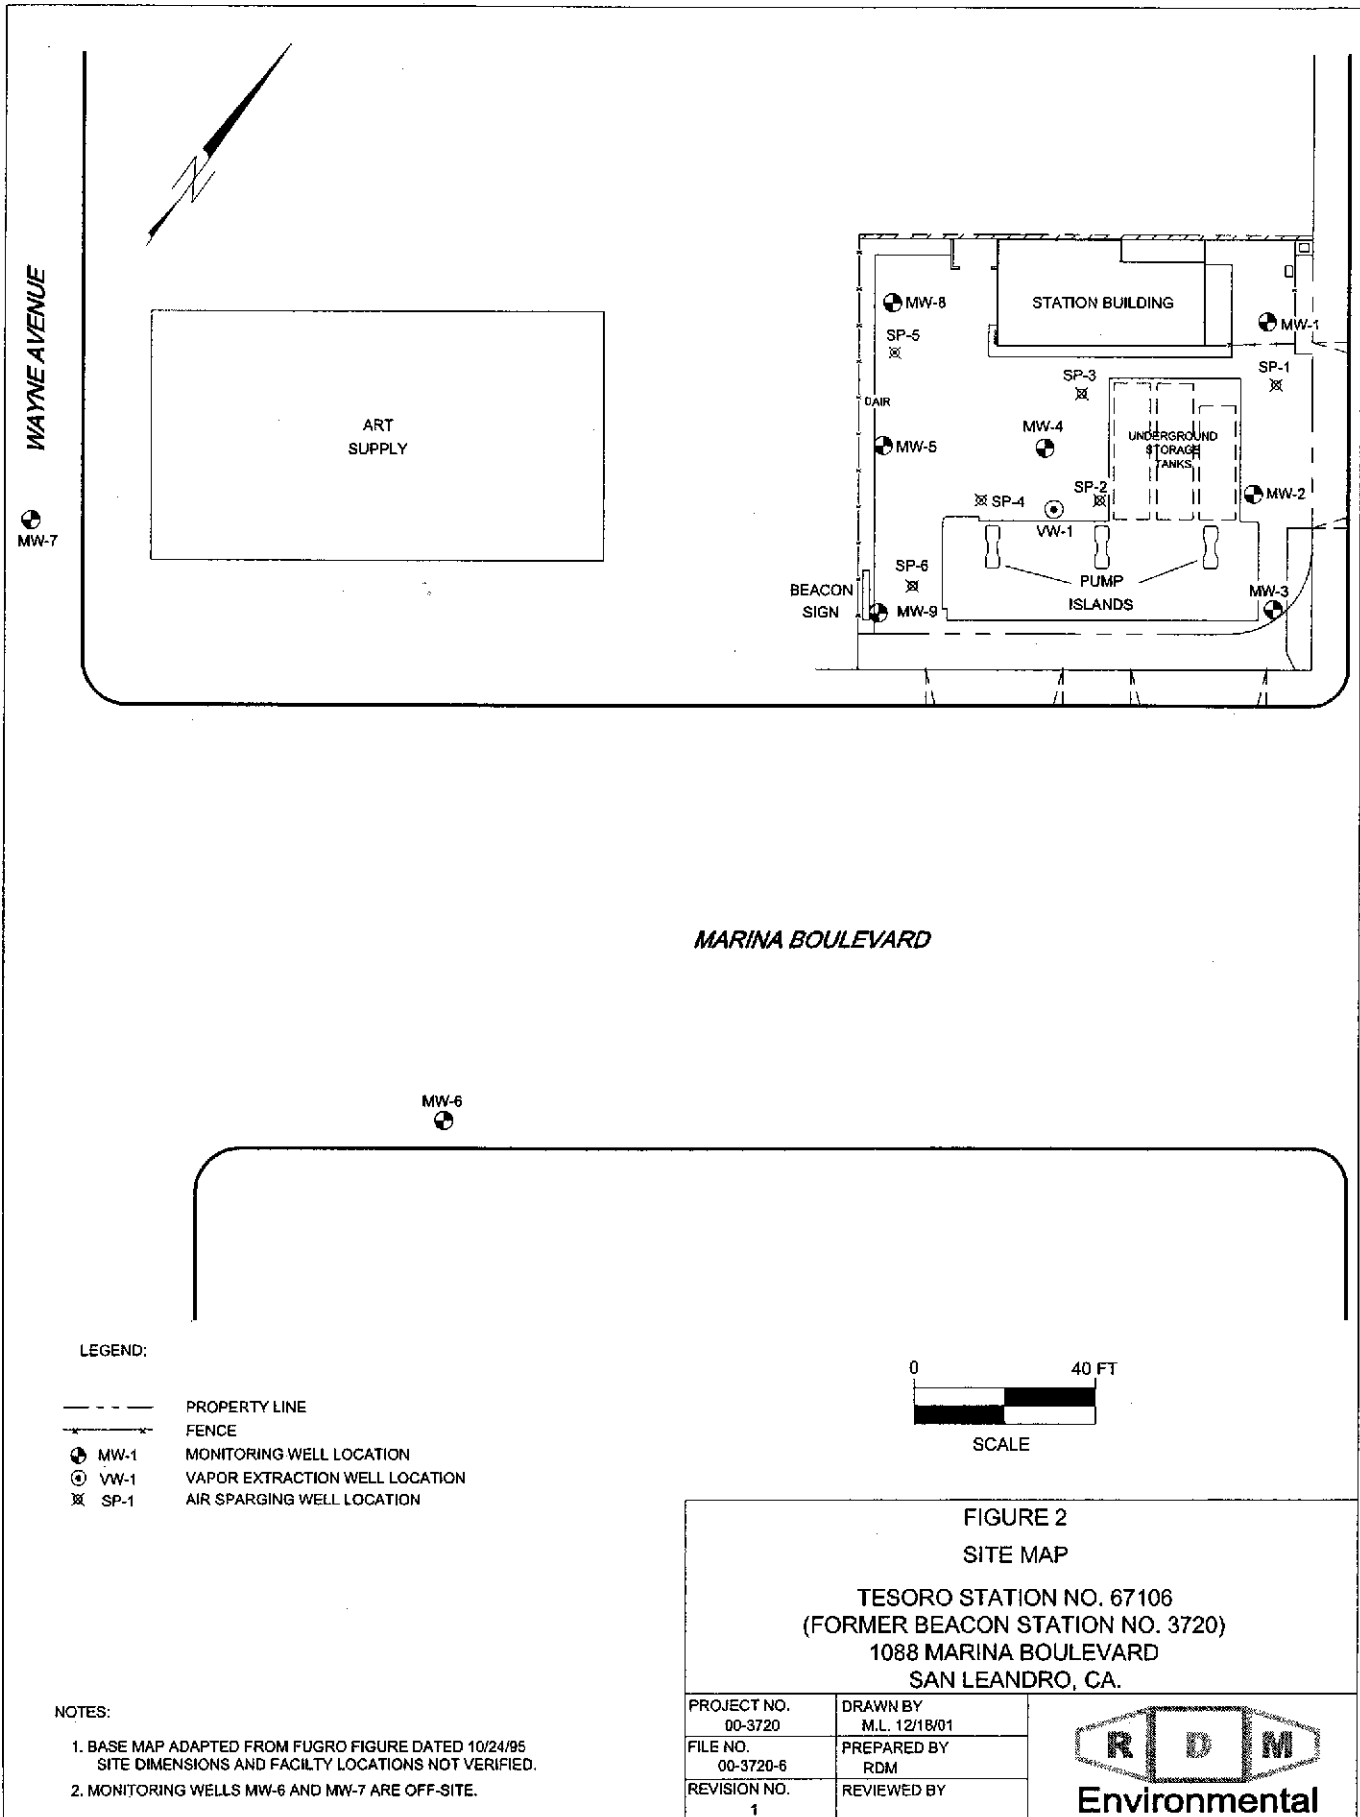 WAYNE AVENUE
N
MW-8
STATION BUILDING
MW-1
SP-5
SP-3
SP-1
AIR
ART
SUPPLY
MW-4
MW-5
UNDERGROUND
STORAGE
TANKS
SP-2
MW-2
SP-4
MW-7
VW-1
SP-6
PUMP
ISLANDS
BEACON
SIGN
MW-9
MW-3
MARINA BOULEVARD
MW-6
LEGEND:
PROPERTY LINE
FENCE
MW-1 MONITORING WELL LOCATION
VW-1 VAPOR EXTRACTION WELL LOCATION
SP-1 AIR SPARGING WELL LOCATION
0 40 FT
SCALE
FIGURE 2
SITE MAP
TESORO STATION NO. 67106
(FORMER BEACON STATION NO. 3720)
1088 MARINA BOULEVARD
SAN LEANDRO, CA.
NOTES:
1. BASE MAP ADAPTED FROM FUGRO FIGURE DATED 10/24/95
SITE DIMENSIONS AND FACILTY LOCATIONS NOT VERIFIED.
2. MONITORING WELLS MW-6 AND MW-7 ARE OFF-SITE.
PROJECT NO.
00-3720
DRAWN BY
M.L. 12/18/01
FILE NO.
00-3720-6
PREPARED BY
RDM
REVISION NO.
1
REVIEWED BY
R D M
Environmental